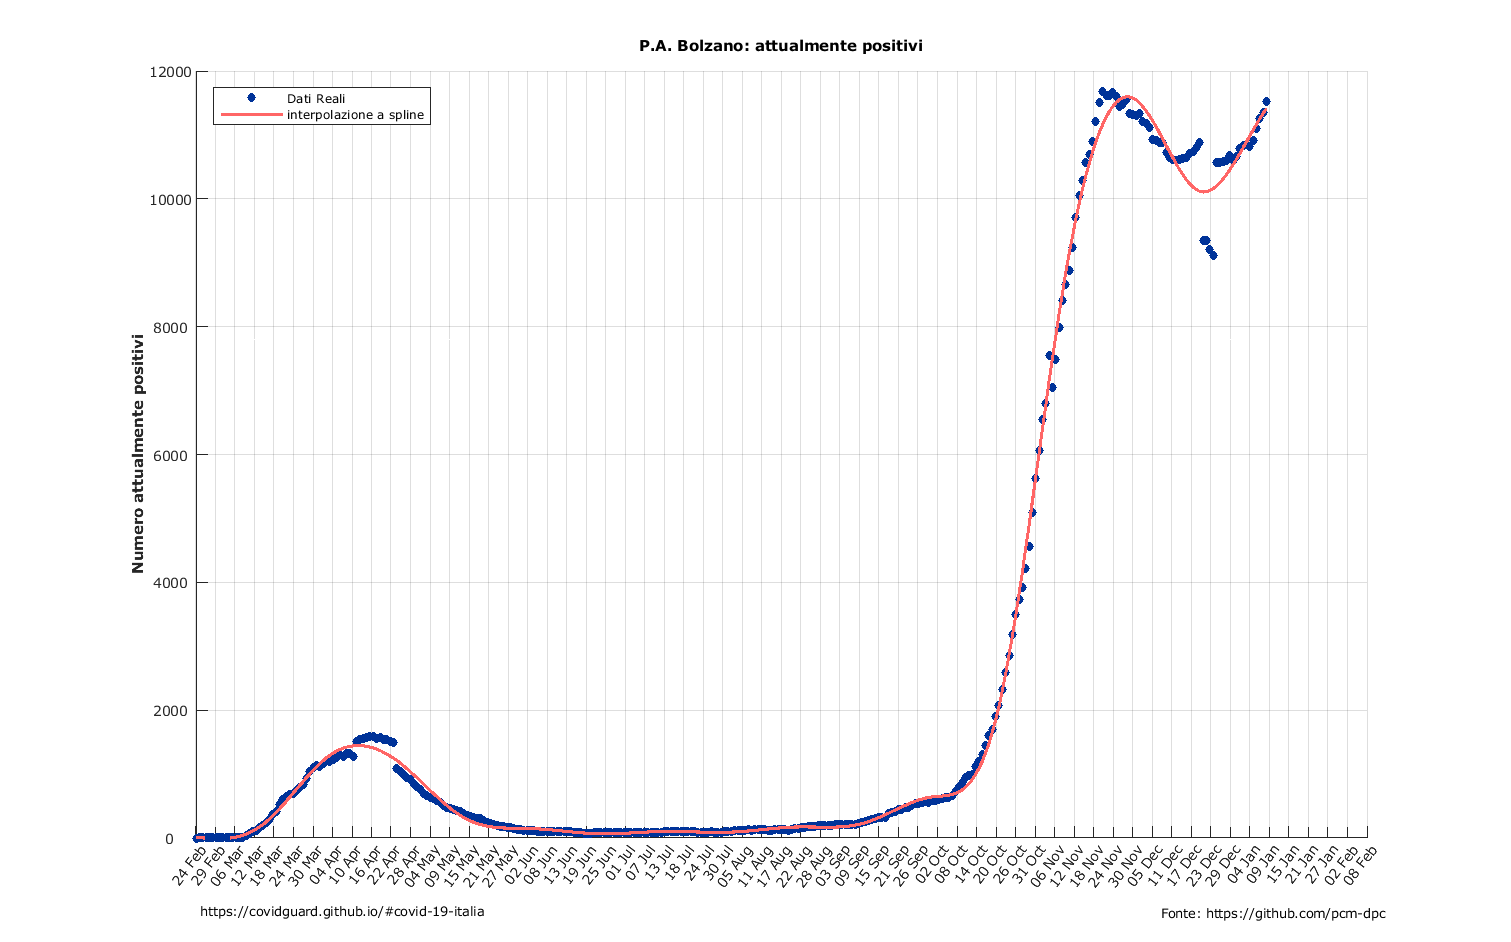 P.A. Bolzano: attualmente positivi
Dati Reali
interpolazione a spline
Numero attualmente positivi
12000
10000
8000
6000
4000
2000
0
24 Feb
29 Feb
06 Mar
12 Mar
18 Mar
24 Mar
30 Mar
04 Apr
10 Apr
16 Apr
22 Apr
28 Apr
04 May
09 May
15 May
21 May
27 May
02 Jun
08 Jun
13 Jun
19 Jun
25 Jun
01 Jul
07 Jul
13 Jul
18 Jul
24 Jul
30 Jul
05 Aug
11 Aug
17 Aug
22 Aug
28 Aug
03 Sep
09 Sep
15 Sep
21 Sep
26 Sep
02 Oct
08 Oct
14 Oct
20 Oct
26 Oct
31 Oct
06 Nov
12 Nov
18 Nov
24 Nov
30 Nov
05 Dec
11 Dec
17 Dec
23 Dec
29 Dec
04 Jan
09 Jan
15 Jan
21 Jan
27 Jan
02 Feb
08 Feb
https://covidguard.github.io/#covid-19-italia
Fonte: https://github.com/pcm-dpc